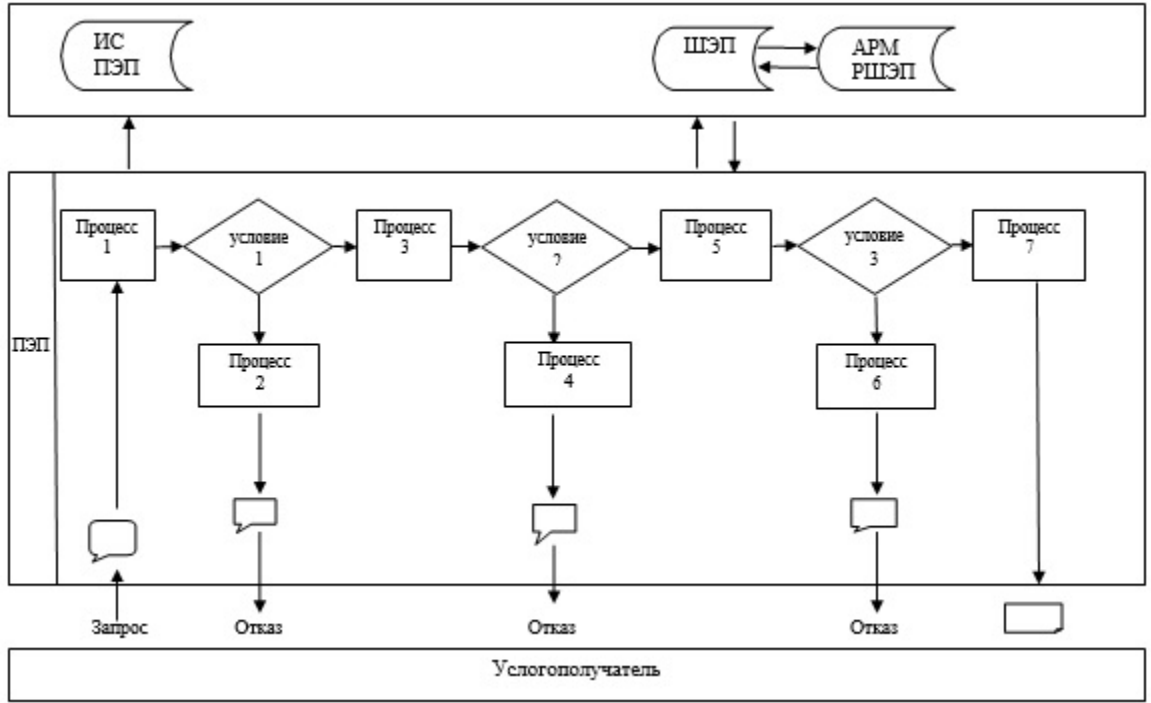 ИС
ПЭП
ШЭП
АРМ
РШЭП
ПЭП
Процесс
1
условие
1
Процесс
3
условие
2
Процесс
5
условие
3
Процесс
7
Процесс
2
Процесс
4
Процесс
6
Запрос
Отказ
Отказ
Отказ
Услогополучатель